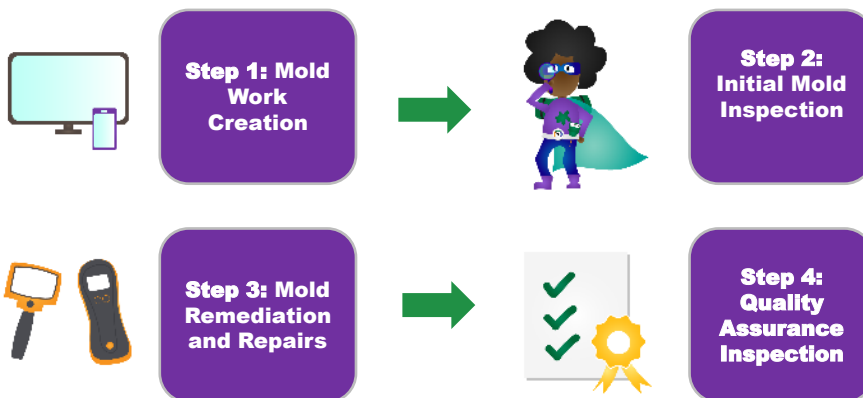 Step 1: Mold
Work
Creation
Step 2:
Initial Mold
Inspection
Step 3: Mold
Remediation
and Repairs
Step 4:
Quality
Assurance
Inspection